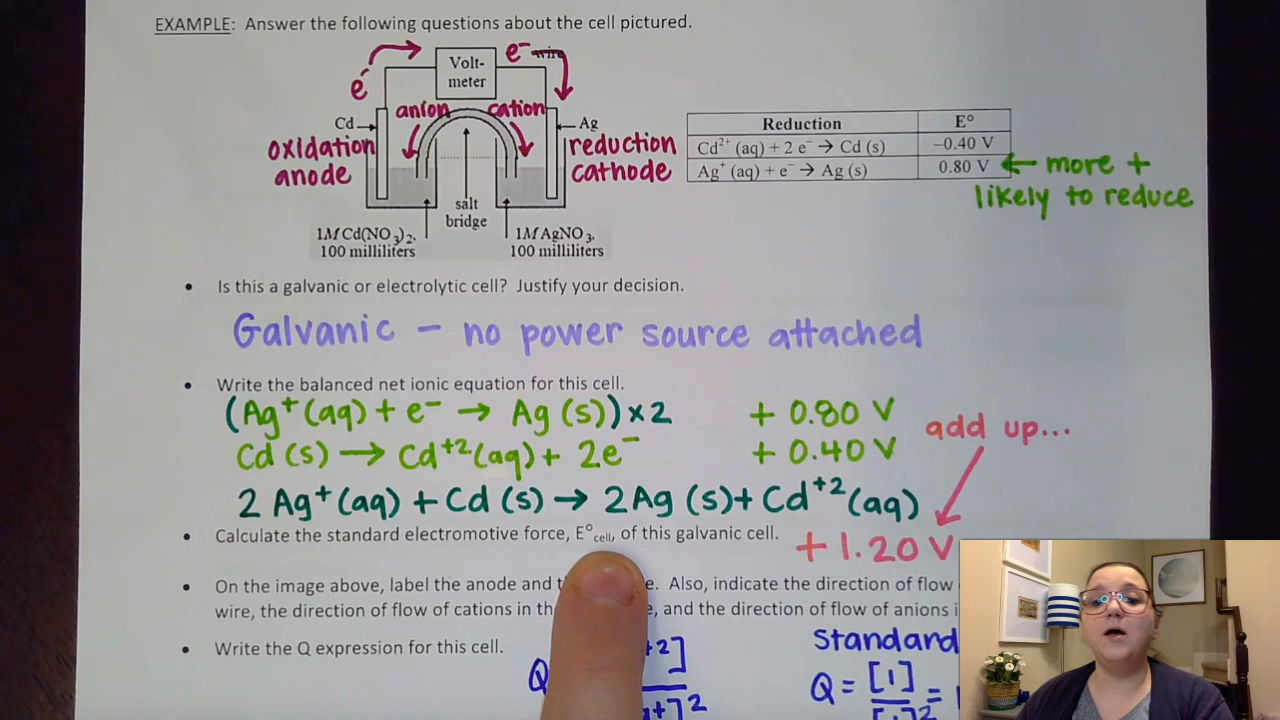 EXAMPLE: Answer the following questions about the cell pictured.
e⁻
Volt-
meter
e⁻ wire
anion
cation
Cd
Ag
oxidation
anode
reduction
cathode
salt
bridge
1M Cd(NO₃)₂,
100 milliliters
1M AgNO₃,
100 milliliters
Reduction E°
Cd²⁺ (aq) + 2 e⁻ → Cd (s) −0.40 V
Ag⁺ (aq) + e⁻ → Ag (s) 0.80 V
← more +
likely to reduce
• Is this a galvanic or electrolytic cell? Justify your decision.
Galvanic – no power source attached
• Write the balanced net ionic equation for this cell.
(Ag⁺(aq) + e⁻ → Ag (s)) ×2 + 0.80 V
Cd (s) → Cd⁺²(aq) + 2e⁻ + 0.40 V
add up...
2 Ag⁺(aq) + Cd (s) → 2Ag (s) + Cd⁺²(aq)
• Calculate the standard electromotive force, E°cell, of this galvanic cell. + 1.20 V
• On the image above, label the anode and . Also, indicate the direction of flow
wire, the direction of flow of cations in , and the direction of flow of anions
• Write the Q expression for this cell.
Q +2]
+]²
Standard
Q = [1]
²
=